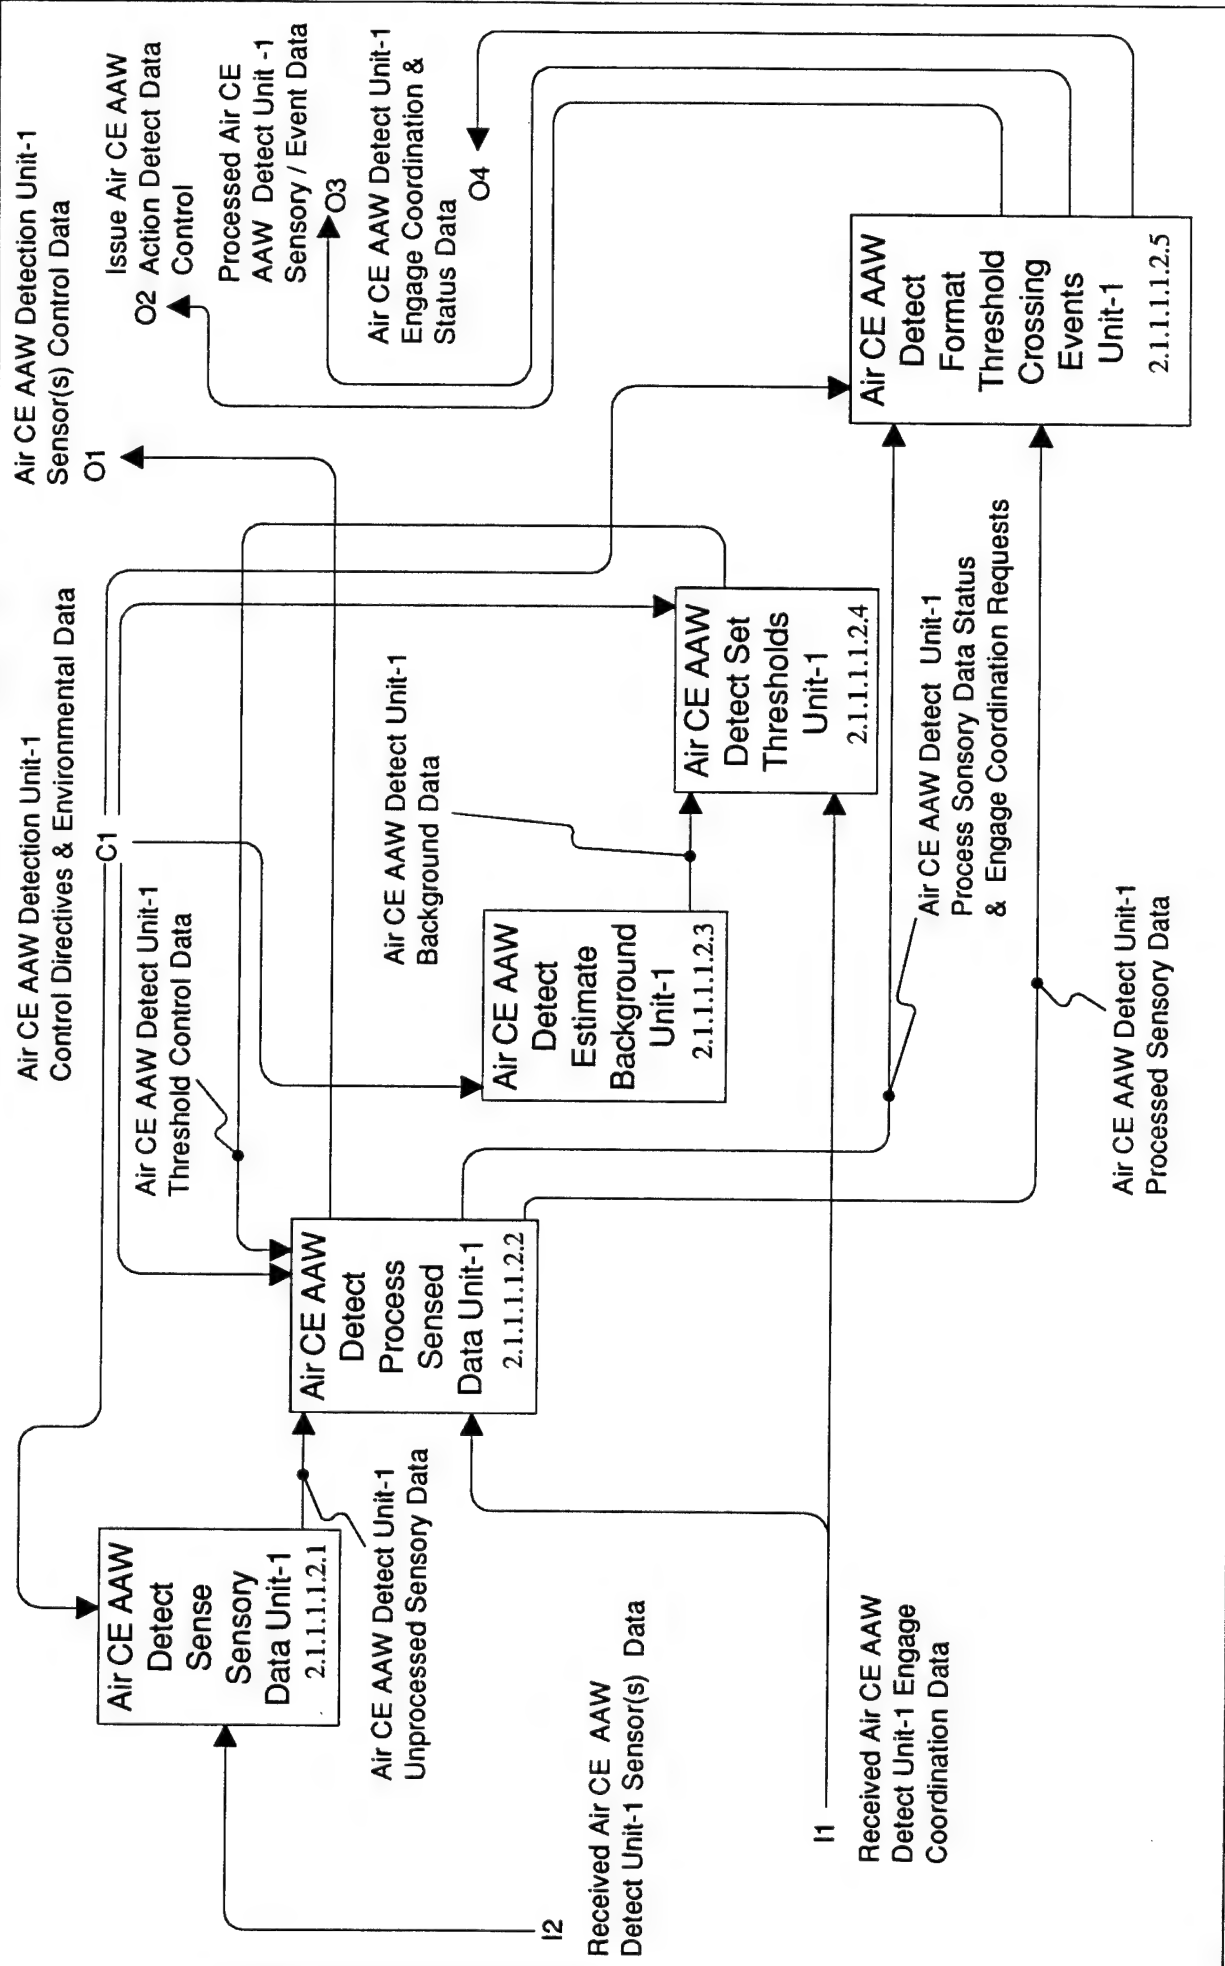 Air CE AAW Detection Unit-1
Control Directives & Environmental Data
C1
Air CE AAW Detection Unit-1
Sensor(s) Control Data
O1
Issue Air CE AAW
O2 Action Detect Data
Control
Processed Air CE
AAW Detect Unit -1
Sensory / Event Data
O3
Air CE AAW Detect Unit-1
Engage Coordination &
Status Data
O4
Air CE AAW Detect Unit-1
Threshold Control Data
Air CE AAW
Detect
Sense
Sensory
Data Unit-1
2.1.1.1.1.2.1
Air CE AAW Detect Unit-1
Unprocessed Sensory Data
Air CE AAW
Detect
Process
Sensed
Data Unit-1
2.1.1.1.1.2.2
Air CE AAW
Detect
Estimate
Background
Unit-1
2.1.1.1.1.2.3
Air CE AAW Detect Unit-1
Background Data
Air CE AAW
Detect Set
Thresholds
Unit-1
2.1.1.1.1.2.4
Air CE AAW
Detect
Format
Threshold
Crossing
Events
Unit-1
2.1.1.1.1.2.5
Air CE AAW Detect Unit-1
Process Sonsory Data Status
& Engage Coordination Requests
Air CE AAW Detect Unit-1
Processed Sensory Data
I2
Received Air CE AAW
Detect Unit-1 Sensor(s) Data
I1
Received Air CE AAW
Detect Unit-1 Engage
Coordination Data